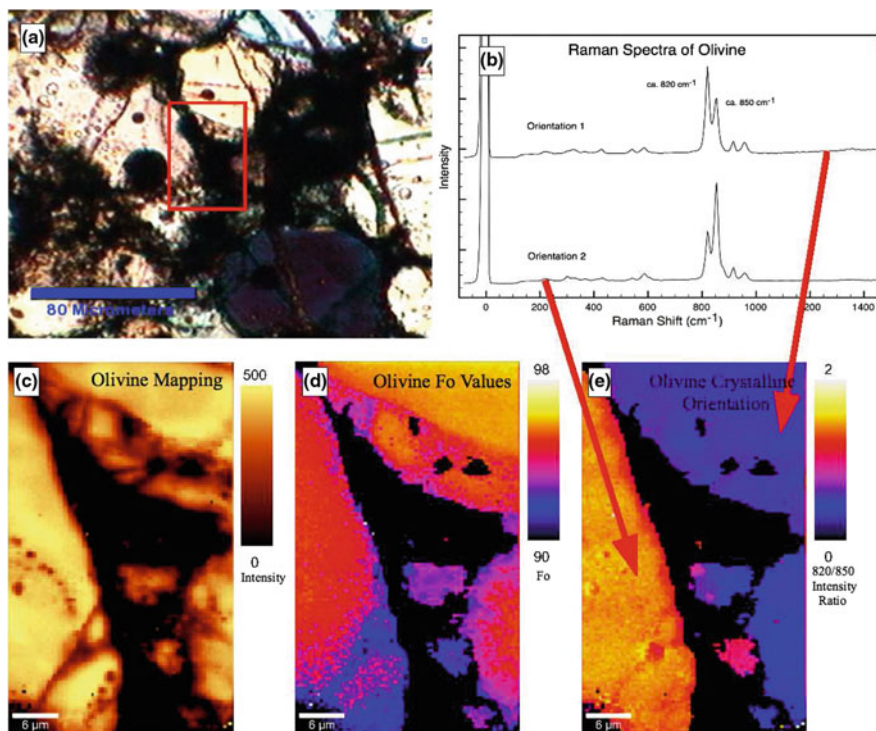 (a)
80 Micrometers
(b)
Raman Spectra of Olivine
ca. 820 cm⁻¹
ca. 850 cm⁻¹
Orientation 1
Orientation 2
Intensity
0 200 400 600 800 1000 1200 1400
Raman Shift (cm⁻¹)
(c)
Olivine Mapping
500
0
Intensity
6 µm
(d)
Olivine Fo Values
98
90
Fo
6 µm
(e)
Olivine Crystalline
Orientation
2
0
820/850
Intensity
Ratio
6 µm